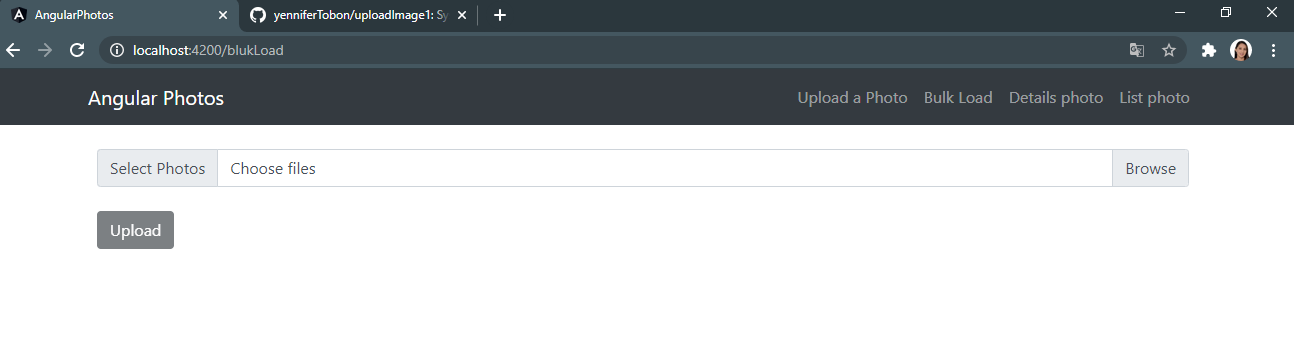 AngularPhotos
yenniferTobon/uploadImage1: Sy
localhost:4200/blukLoad
Angular Photos
Upload a Photo
Bulk Load
Details photo
List photo
Select Photos
Choose files
Browse
Upload